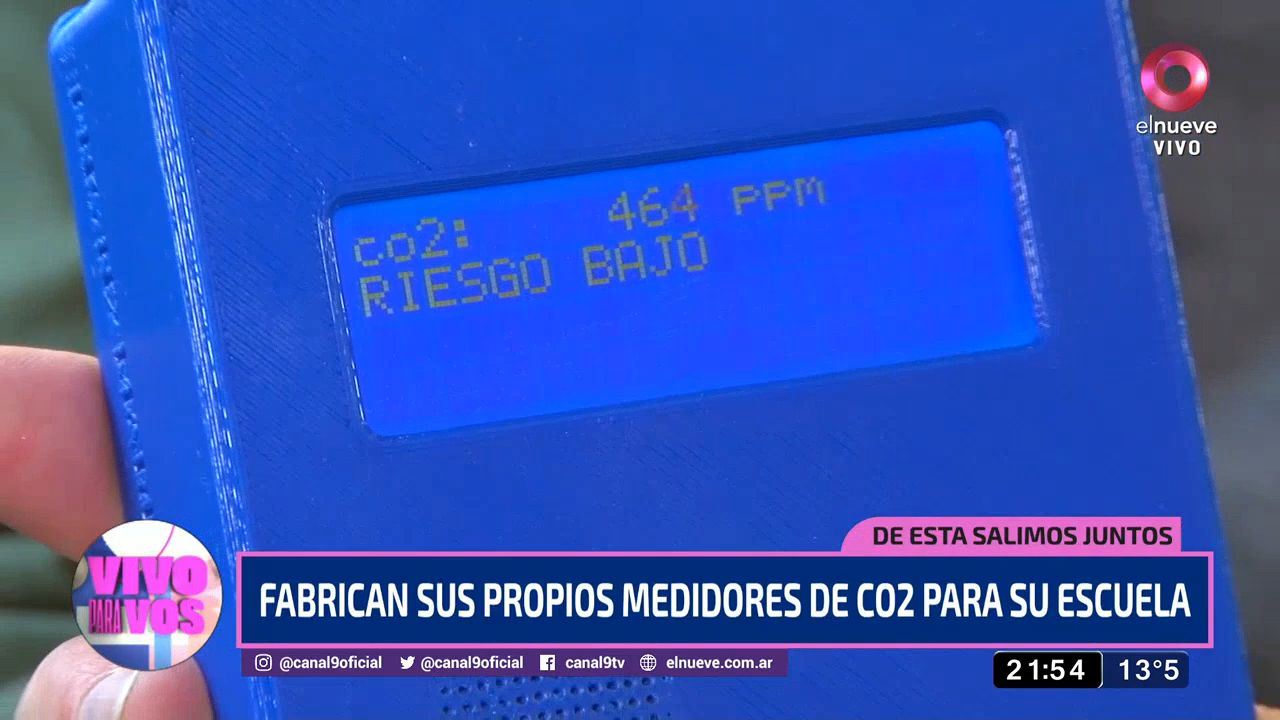 elnueve
VIVO
co2: 464 PPM
RIESGO BAJO
DE ESTA SALIMOS JUNTOS
VIVO
PARA
VOS
FABRICAN SUS PROPIOS MEDIDORES DE CO2 PARA SU ESCUELA
@canal9oficial @canal9oficial canal9tv elnueve.com.ar
21:54 13°5